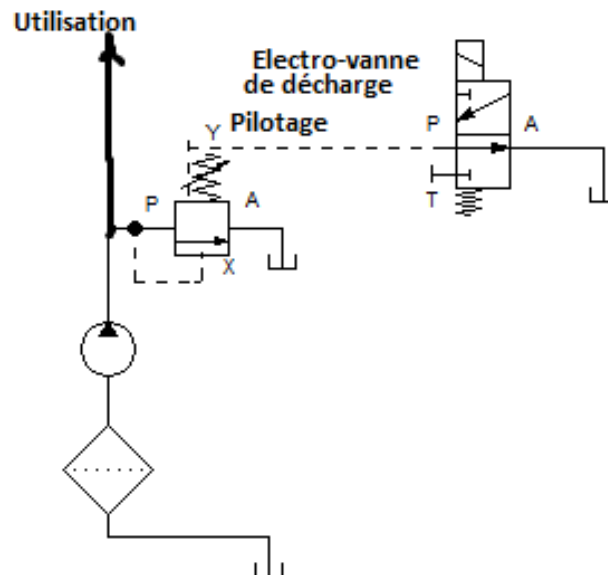 Utilisation
Electro-vanne
de décharge
Pilotage
Y
P
A
P
A
T
X